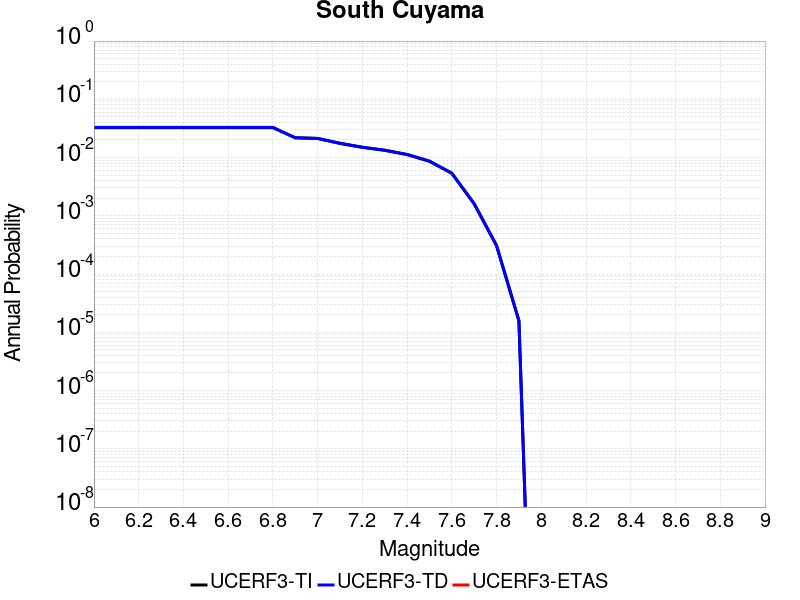 South Cuyama
10^0
10^-1
10^-2
10^-3
10^-4
10^-5
10^-6
10^-7
10^-8
Annual Probability
6 6.2 6.4 6.6 6.8 7 7.2 7.4 7.6 7.8 8 8.2 8.4 8.6 8.8 9
Magnitude
UCERF3-TI UCERF3-TD UCERF3-ETAS